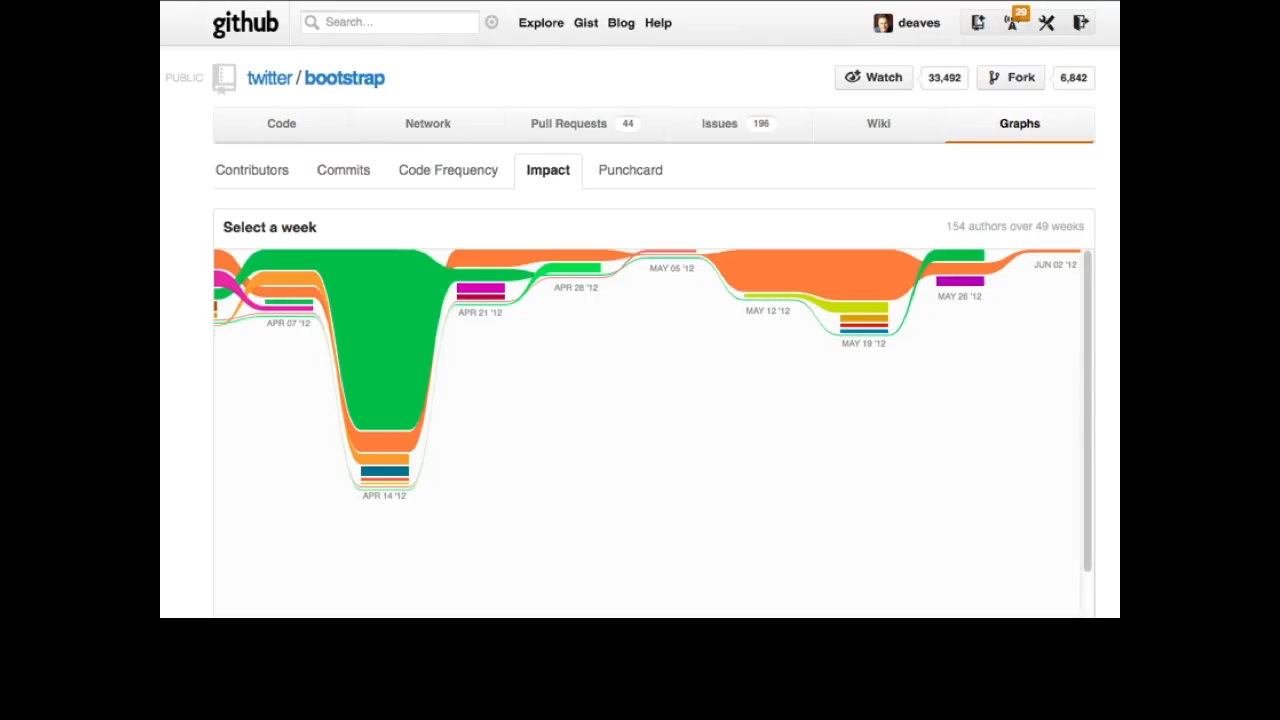 github Search... Explore Gist Blog Help deaves 29
PUBLIC twitter / bootstrap Watch 33,492 Fork 6,842
Code Network Pull Requests 44 Issues 196 Wiki Graphs
Contributors Commits Code Frequency Impact Punchcard
Select a week 154 authors over 49 weeks
APR 07 '12
APR 14 '12
APR 21 '12
APR 28 '12
MAY 05 '12
MAY 12 '12
MAY 19 '12
MAY 26 '12
JUN 02 '12